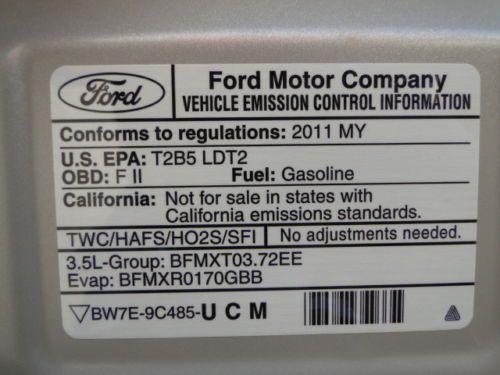 Ford
Ford Motor Company
VEHICLE EMISSION CONTROL INFORMATION
Conforms to regulations: 2011 MY
U.S. EPA: T2B5 LDT2
OBD: F II Fuel: Gasoline
California: Not for sale in states with
California emissions standards.
TWC/HAFS/HO2S/SFI No adjustments needed.
3.5L-Group: BFMXT03.72EE
Evap: BFMXR0170GBB
▽BW7E-9C485-U C M